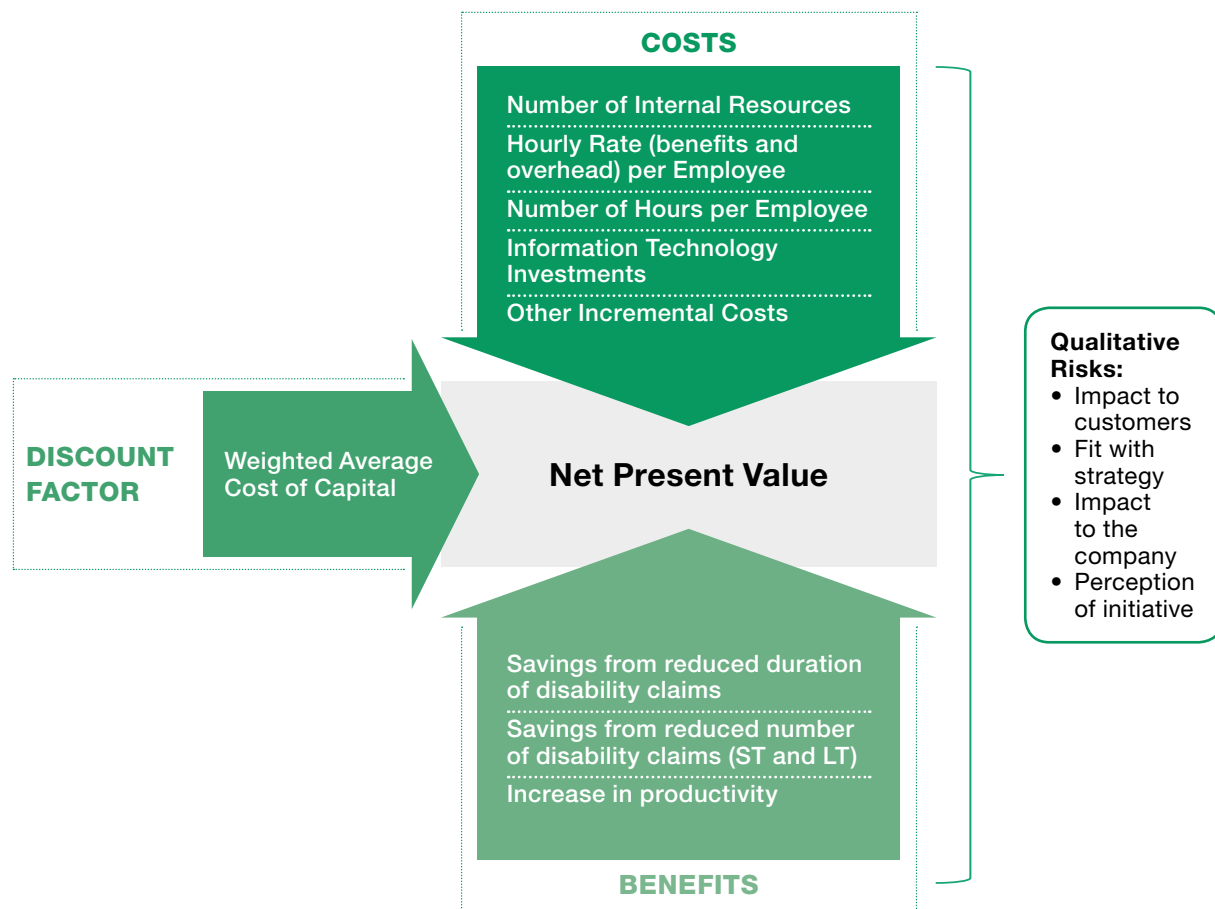 COSTS
Number of Internal Resources
Hourly Rate (benefits and
overhead) per Employee
Number of Hours per Employee
Information Technology
Investments
Other Incremental Costs
DISCOUNT
FACTOR
Weighted Average
Cost of Capital
Net Present Value
Savings from reduced duration
of disability claims
Savings from reduced number
of disability claims (ST and LT)
Increase in productivity
BENEFITS
Qualitative
Risks:
• Impact to
customers
• Fit with
strategy
• Impact
to the
company
• Perception
of initiative